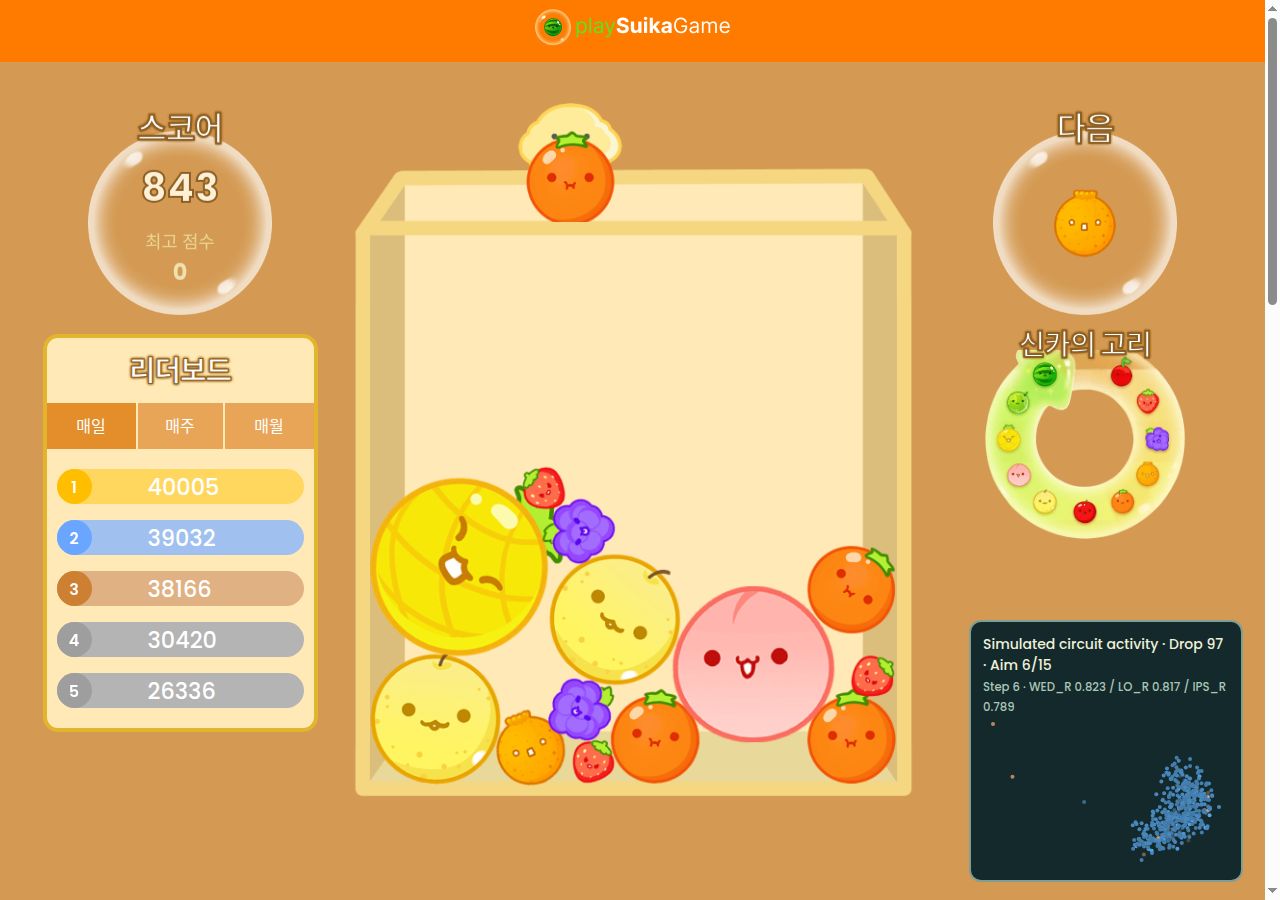 playSuikaGame
스코어
843
최고 점수
0
다음
신카의 고리
리더보드
매일 매주 매월
1 40005
2 39032
3 38166
4 30420
5 26336
Simulated circuit activity · Drop 97
· Aim 6/15
Step 6 · WED_R 0.823 / LO_R 0.817 / IPS_R
0.789